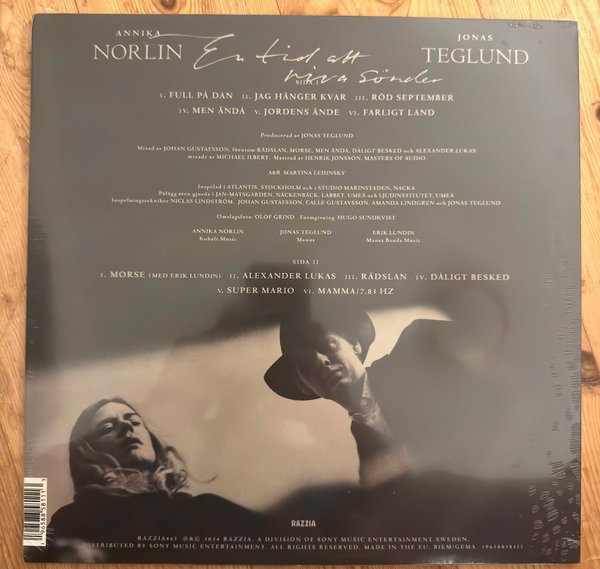 ANNIKA NORLIN
En tid att riva sönder
JONAS TEGLUND
SIDA I
I. FULL PÅ DAN II. JAG HÄNGER KVAR III. RÖD SEPTEMBER
IV. MEN ÄNDÅ V. JORDENS ÄNDE VI. FARLIGT LAND
Producerad av JONAS TEGLUND
Mixad av JOHAN GUSTAFSSON, förutom RÄDSLAN, MORSE, MEN ÄNDÅ, DÅLIGT BESKED och ALEXANDER LUKAS
mixade av MICHAEL ILBERT. Mastrad av HENRIK JONSSON, MASTERS OF AUDIO
A&R MARTINA LEDINSKY
Inspelad i ATLANTIS, STOCKHOLM och i STUDIO MARINSTADEN, NACKA
Pålägg även gjorda i JAN-MATSGÅRDEN, NÄCKENBÄCK, LABBET, UMEÅ och LJUDINSTITUTET, UMEÅ
Inspelningstekniker NICLAS LINDSTRÖM, JOHAN GUSTAFSSON, CALLE GUSTAVSSON, AMANDA LINDGREN och JONAS TEGLUND
Omslagsfoto OLOF GRIND Formgivning HUGO SUNDKVIST
ANNIKA NORLIN JONAS TEGLUND ERIK LUNDIN
Kobalt Music Manus Mansa Banda Music
SIDA II
I. MORSE (MED ERIK LUNDIN) II. ALEXANDER LUKAS III. RÄDSLAN IV. DÅLIGT BESKED
V. SUPER MARIO VI. MAMMA/7,83 HZ
RAZZIA
RAZZIA465 ℗&© 2024 RAZZIA. A DIVISION OF SONY MUSIC ENTERTAINMENT SWEDEN.
DISTRIBUTED BY SONY MUSIC ENTERTAINMENT. ALL RIGHTS RESERVED. MADE IN THE EU. BIEM/GEMA. 19658858111